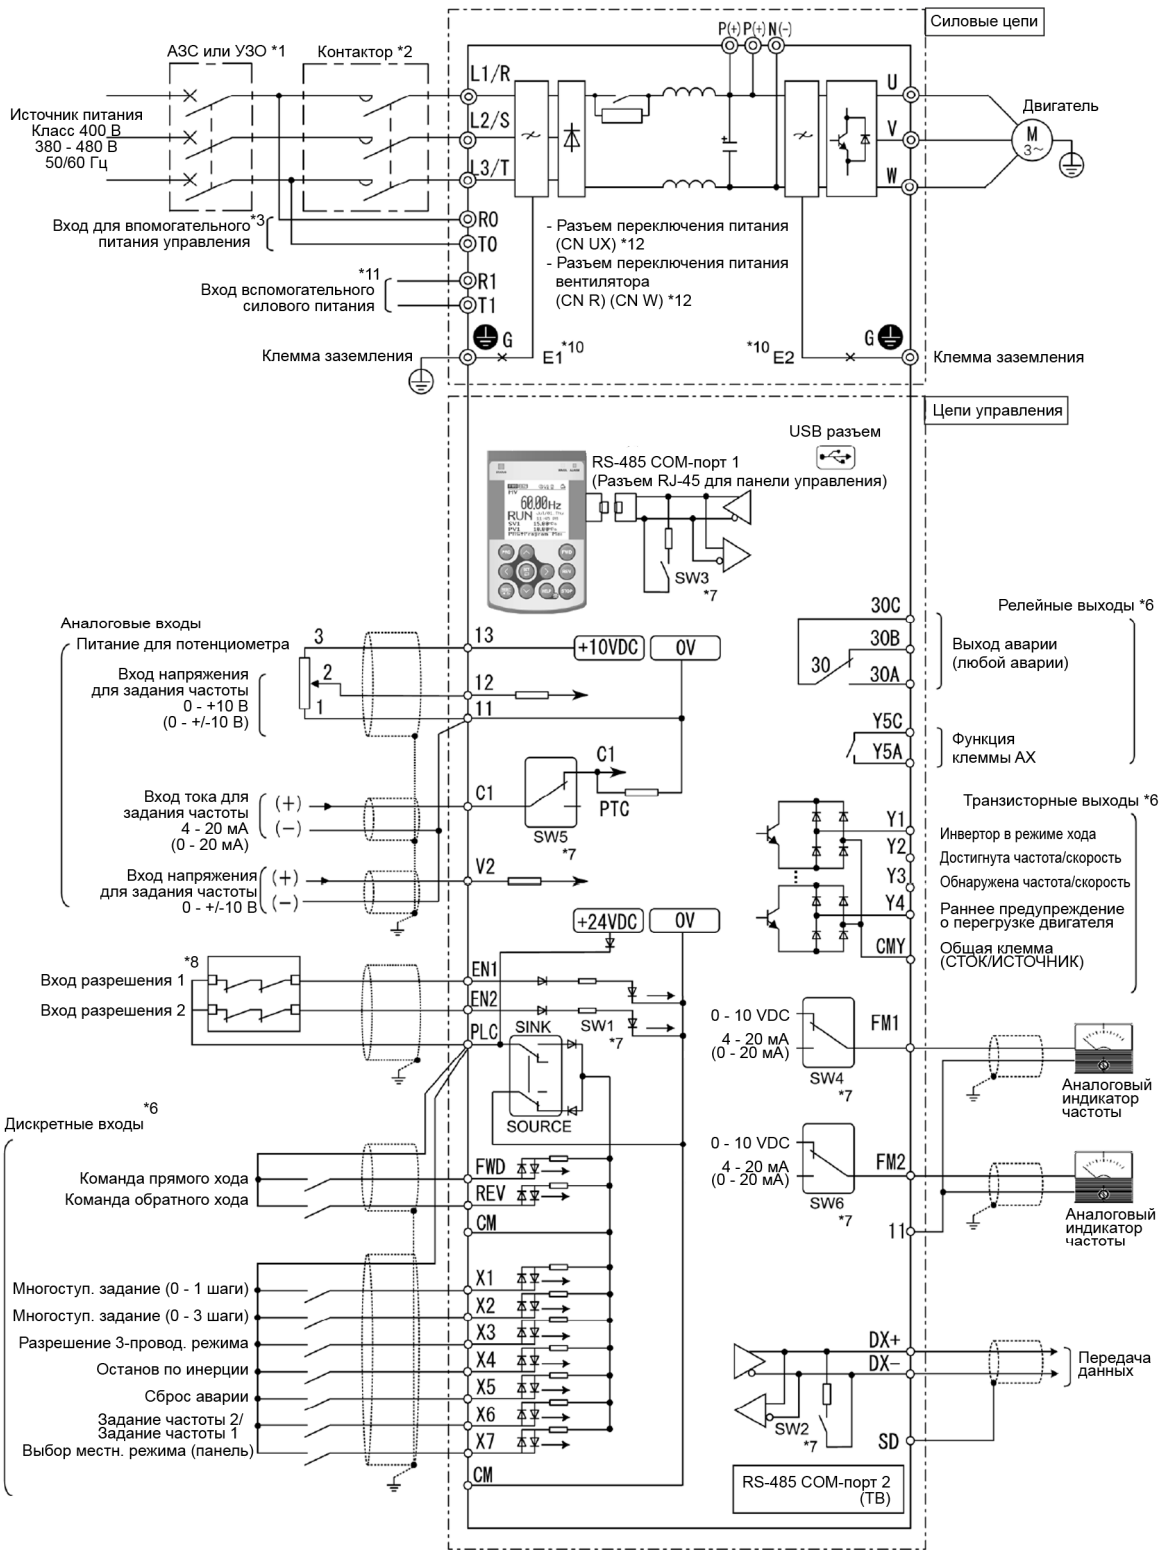 Силовые цепи
P(+) P(+) N(-)
АЗС или УЗО *1
Контактор *2
L1/R
L2/S
L3/T
U
V
W
Двигатель
M
3~
Источник питания
Класс 400 В
380 - 480 В
50/60 Гц
Вход для впомогательного *3
питания управления
R0
T0
*11
Вход вспомогательного
силового питания
R1
T1
- Разъем переключения питания
(CN UX) *12
- Разъем переключения питания
вентилятора
(CN R) (CN W) *12
G
G
Клемма заземления
E1 *10
*10 E2
Клемма заземления
Цепи управления
USB разъем
RS-485 COM-порт 1
(Разъем RJ-45 для панели управления)
60.00Hz
RUN
SW3
*7
Аналоговые входы
Питание для потенциометра
3
2
1
13
+10VDC
0V
Вход напряжения
для задания частоты
0 - +10 В
(0 - +/-10 В)
12
11
Вход тока для
задания частоты
4 - 20 мА
(0 - 20 мА)
(+)
(−)
C1
C1
PTC
SW5
*7
Вход напряжения
для задания частоты
0 - +/-10 В
(+)
(−)
V2
30C
30B
30
30A
Релейные выходы *6
Выход аварии
(любой аварии)
Y5C
Y5A
Функция
клеммы AX
Транзисторные выходы *6
Y1
Инвертор в режиме хода
Y2
Достигнута частота/скорость
Y3
Обнаружена частота/скорость
Y4
Раннее предупреждение
о перегрузке двигателя
CMY
Общая клемма
(СТОК/ИСТОЧНИК)
+24VDC
0V
*8
Вход разрешения 1
Вход разрешения 2
EN1
EN2
PLC
SINK
SW1
*7
SOURCE
0 - 10 VDC
4 - 20 мА
(0 - 20 мА)
SW4
*7
FM1
Аналоговый
индикатор
частоты
0 - 10 VDC
4 - 20 мА
(0 - 20 мА)
SW6
*7
FM2
11
Аналоговый
индикатор
частоты
*6
Дискретные входы
Команда прямого хода
Команда обратного хода
FWD
REV
CM
Многоступ. задание (0 - 1 шаги)
Многоступ. задание (0 - 3 шаги)
Разрешение 3-провод. режима
Останов по инерции
Сброс аварии
Задание частоты 2/
Задание частоты 1
Выбор местн. режима (панель)
X1
X2
X3
X4
X5
X6
X7
CM
DX+
DX−
SW2
*7
SD
Передача
данных
RS-485 COM-порт 2
(TB)